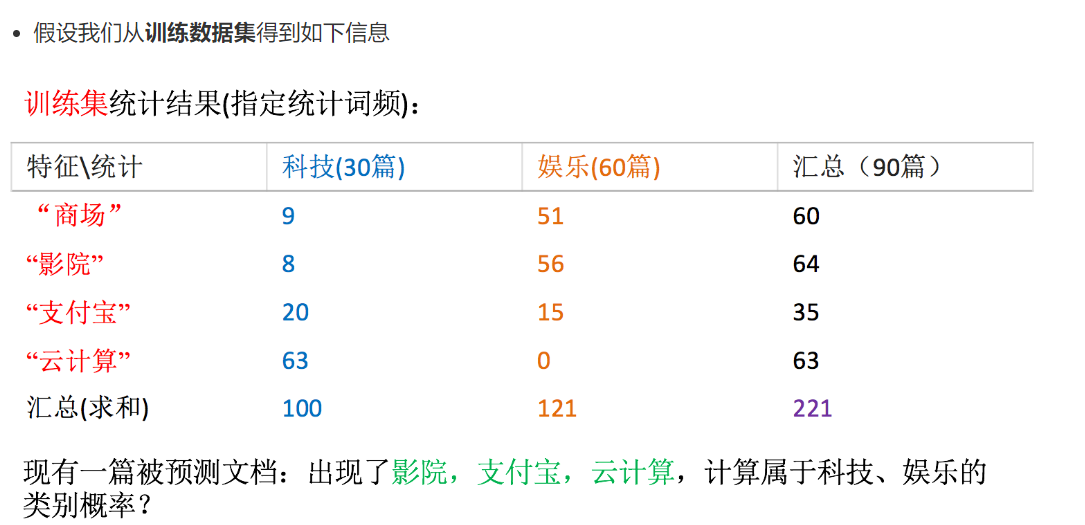 假设我们从训练数据集得到如下信息
训练集统计结果(指定统计词频)：
特征\统计 科技(30篇) 娱乐(60篇) 汇总（90篇）
“商场” 9 51 60
“影院” 8 56 64
“支付宝” 20 15 35
“云计算” 63 0 63
汇总(求和) 100 121 221
现有一篇被预测文档：出现了影院，支付宝，云计算，计算属于科技、娱乐的
类别概率？